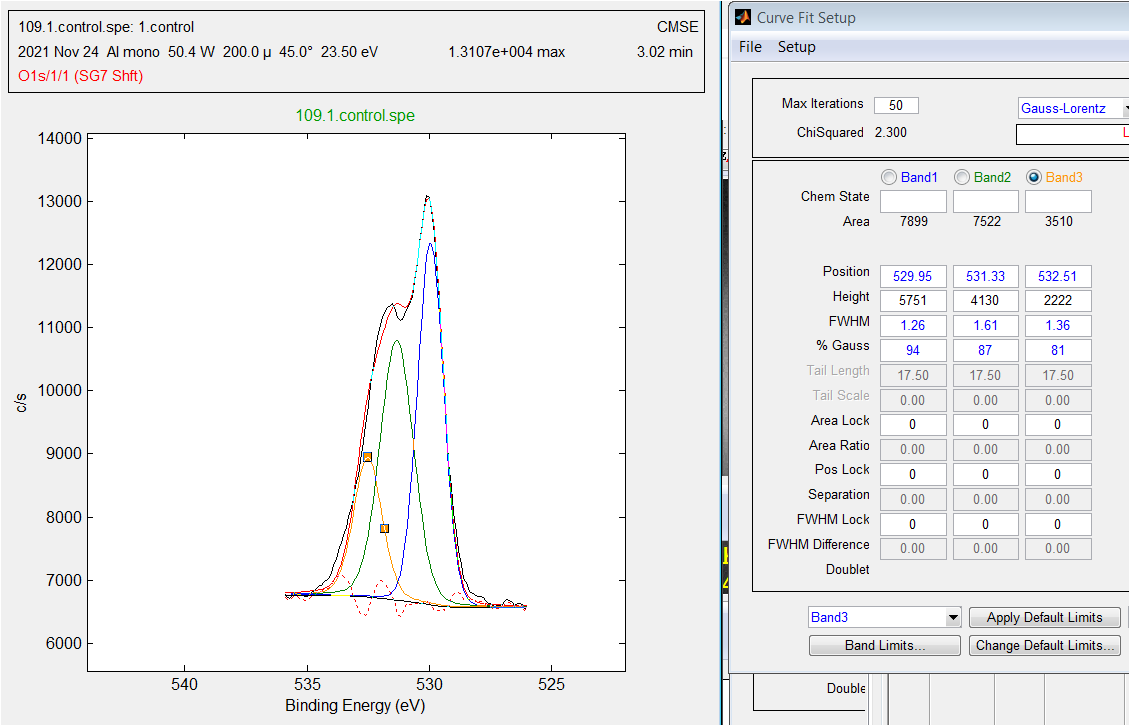 109.1.control.spe: 1.control CMSE
2021 Nov 24 Al mono 50.4 W 200.0 µ 45.0° 23.50 eV 1.3107e+004 max 3.02 min
O1s/1/1 (SG7 Shft)
109.1.control.spe
14000
13000
12000
11000
10000
9000
8000
7000
6000
c/s
540 535 530 525
Binding Energy (eV)
Curve Fit Setup
File Setup
Max Iterations 50 Gauss-Lorentz
ChiSquared 2.300
Band1 Band2 Band3
Chem State
Area 7899 7522 3510
Position 529.95 531.33 532.51
Height 5751 4130 2222
FWHM 1.26 1.61 1.36
% Gauss 94 87 81
Tail Length 17.50 17.50 17.50
Tail Scale 0.00 0.00 0.00
Area Lock 0 0 0
Area Ratio 0.00 0.00 0.00
Pos Lock 0 0 0
Separation 0.00 0.00 0.00
FWHM Lock 0 0 0
FWHM Difference 0.00 0.00 0.00
Doublet
Band3 Apply Default Limits
Band Limits... Change Default Limits...
Double